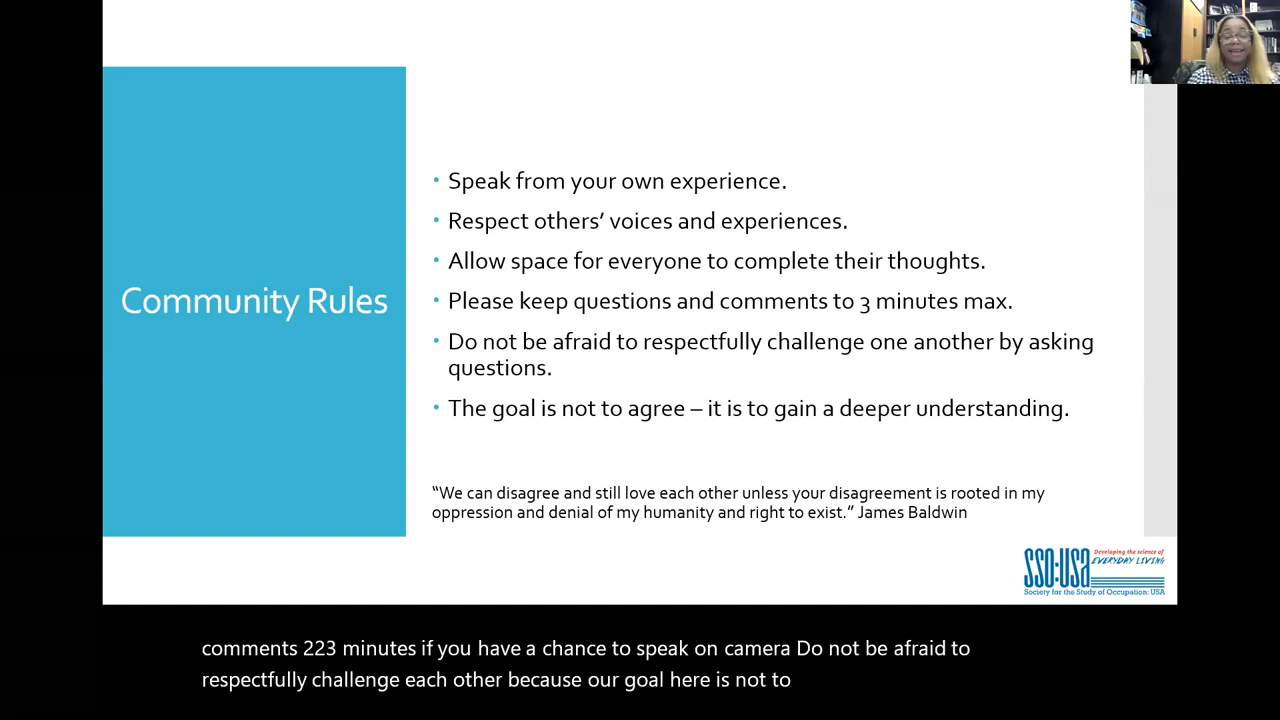 Community Rules
• Speak from your own experience.
• Respect others’ voices and experiences.
• Allow space for everyone to complete their thoughts.
• Please keep questions and comments to 3 minutes max.
• Do not be afraid to respectfully challenge one another by asking
questions.
• The goal is not to agree – it is to gain a deeper understanding.
“We can disagree and still love each other unless your disagreement is rooted in my
oppression and denial of my humanity and right to exist.” James Baldwin
SSO:USA
Developing the science of
EVERYDAY LIVING
Society for the Study of Occupation: USA
comments 223 minutes if you have a chance to speak on camera Do not be afraid to
respectfully challenge each other because our goal here is not to